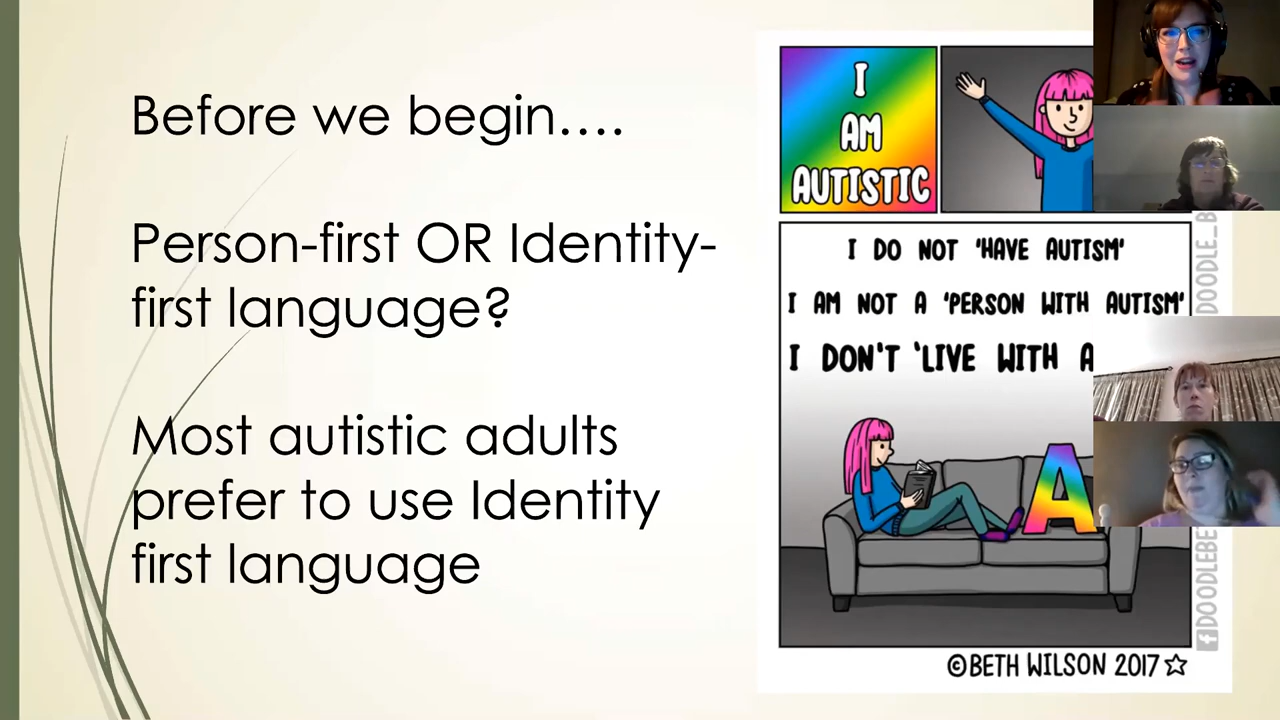 Before we begin....
Person-first OR Identity-
first language?
Most autistic adults
prefer to use Identity
first language
I
AM
AUTISTIC
I DO NOT 'HAVE AUTISM'
I AM NOT A 'PERSON WITH AUTISM'
I DON'T 'LIVE WITH A
A
©BETH WILSON 2017
DOODLE_B
DOODLEBE